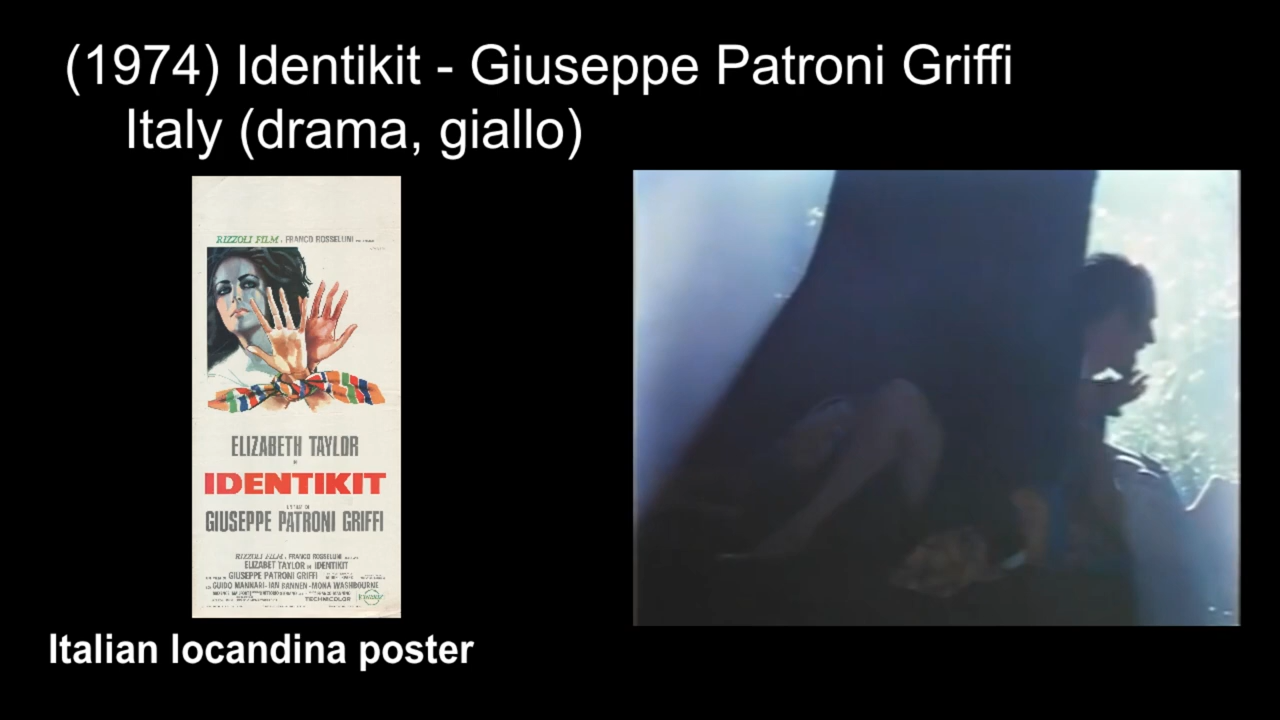 (1974) Identikit - Giuseppe Patroni Griffi
Italy (drama, giallo)
RIZZOLI FILM FRANCO ROSSELLINI
ELIZABETH TAYLOR
IDENTIKIT
GIUSEPPE PATRONI GRIFFI
RIZZOLI FILM FRANCO ROSSELLINI
ELIZABET TAYLOR IDENTIKIT
GIUSEPPE PATRONI GRIFFI
GUIDO MANNARI - IAN BANNEN - MONA WASHBOURNE
TECHNICOLOR
Italian locandina poster